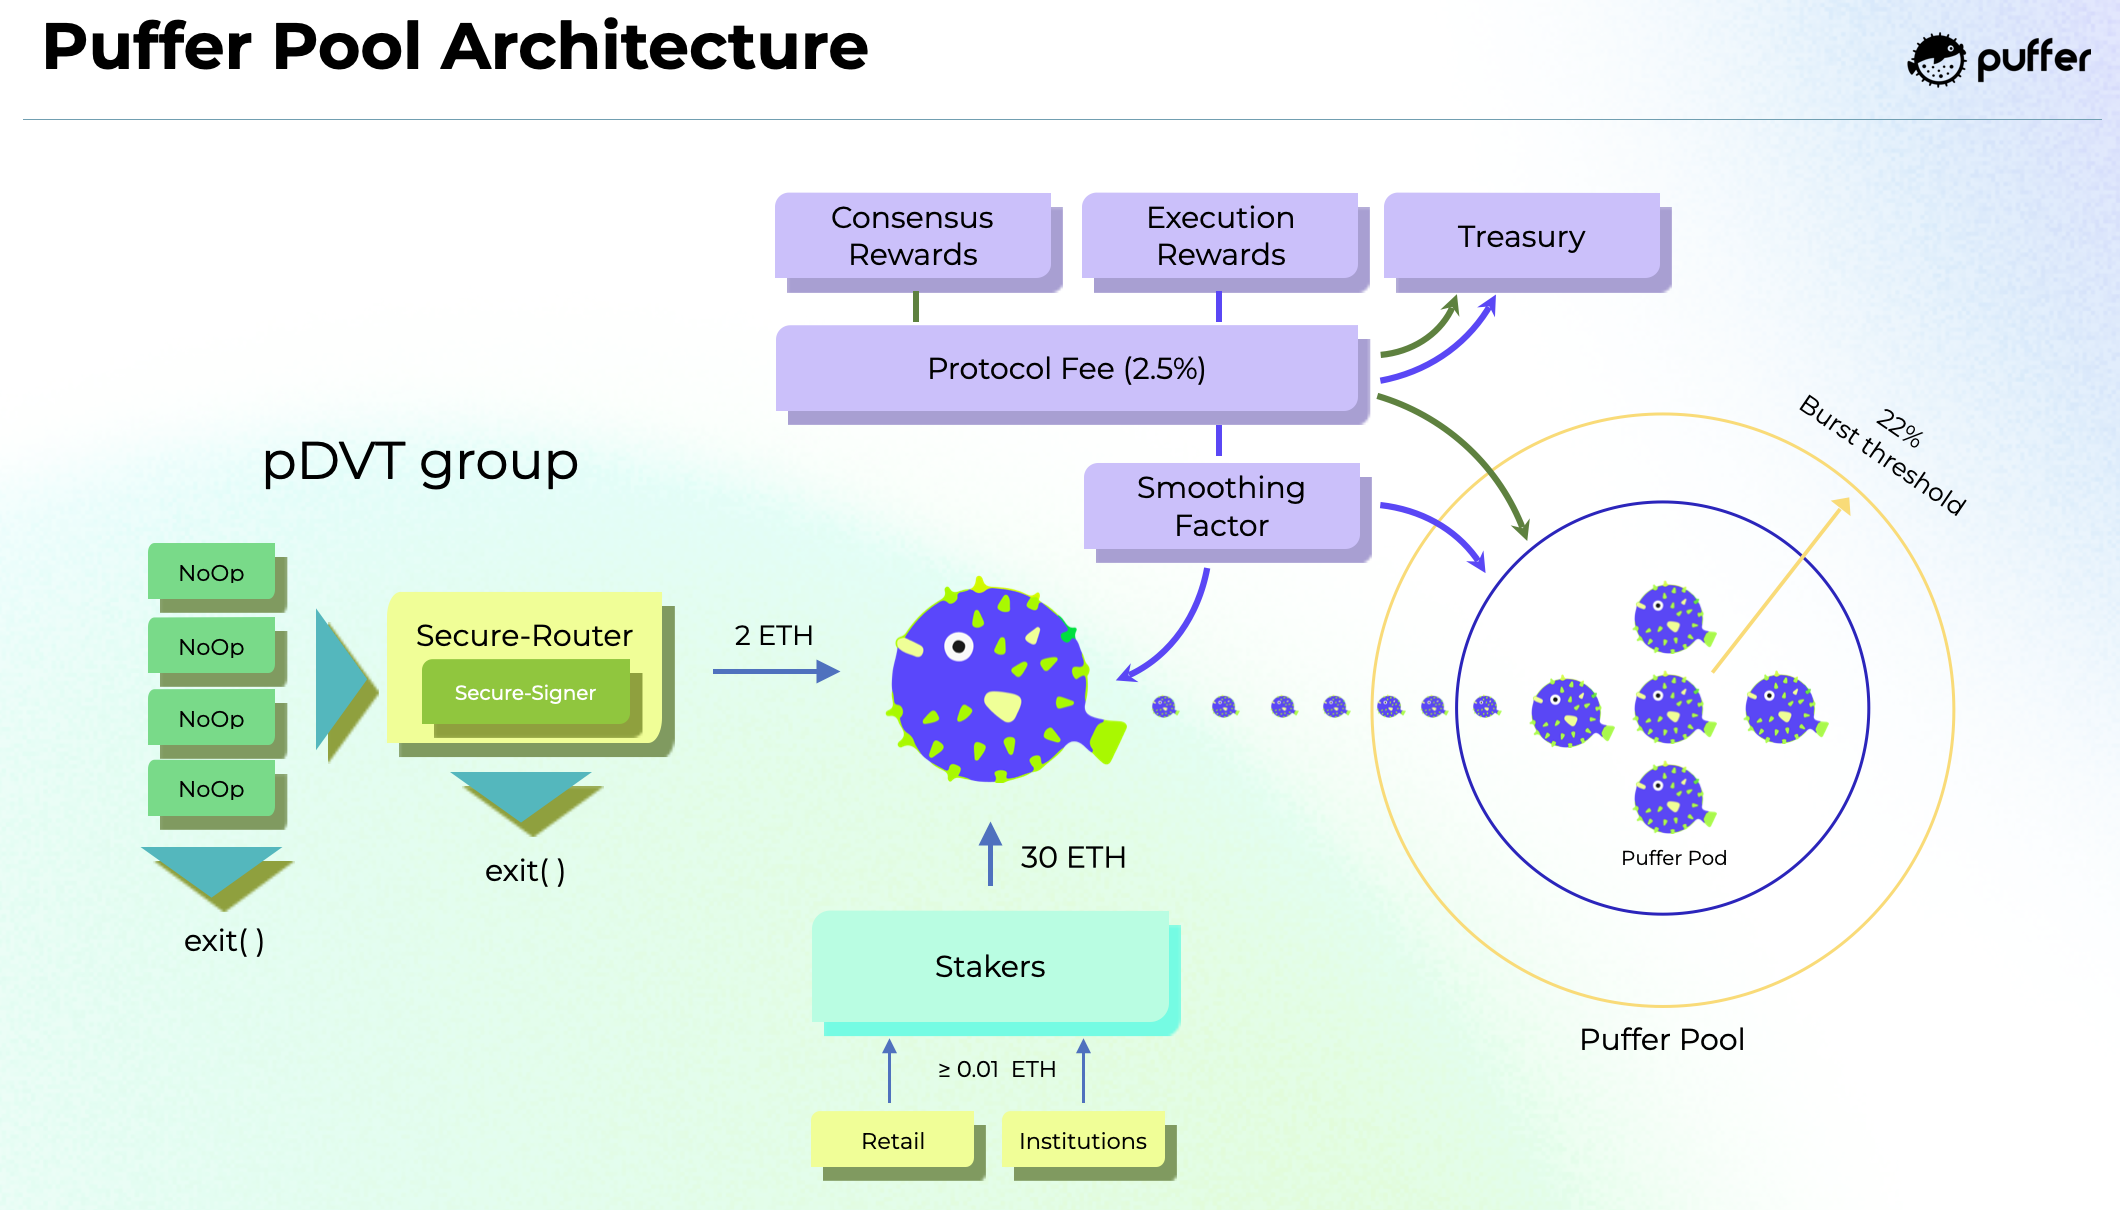 Puffer Pool Architecture
puffer
Consensus
Rewards
Execution
Rewards
Treasury
Protocol Fee (2.5%)
Smoothing
Factor
22%
Burst threshold
pDVT group
NoOp
NoOp
NoOp
NoOp
exit( )
Secure-Router
Secure-Signer
exit( )
2 ETH
30 ETH
Stakers
≥ 0.01 ETH
Retail
Institutions
Puffer Pod
Puffer Pool